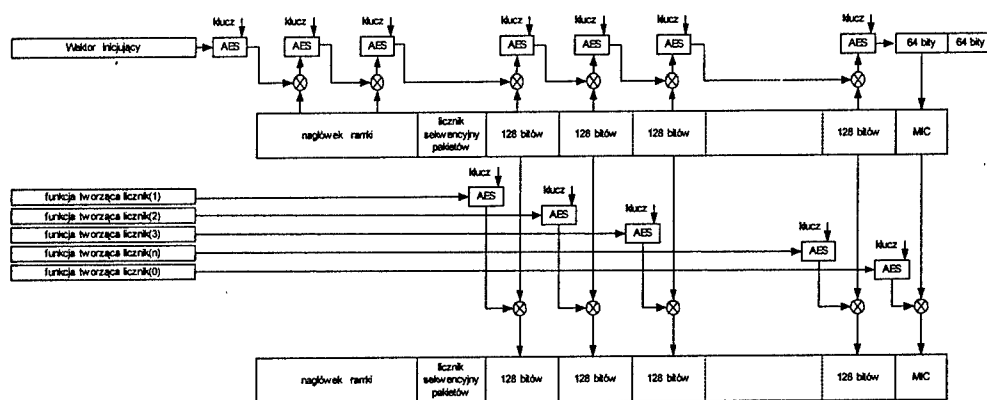 klucz klucz klucz klucz klucz klucz klucz
Wektor inicjujący AES AES AES AES AES AES AES 64 bity 64 bity
nagłówek ramki licznik sekwencyjny pakietów 128 bitów 128 bitów 128 bitów 128 bitów MIC
klucz
funkcja tworząca licznik(1) AES
klucz
funkcja tworząca licznik(2) AES
klucz
funkcja tworząca licznik(3) AES
klucz
funkcja tworząca licznik(n) AES
klucz
funkcja tworząca licznik(0) AES
nagłówek ramki licznik sekwencyjny pakietów 128 bitów 128 bitów 128 bitów 128 bitów MIC